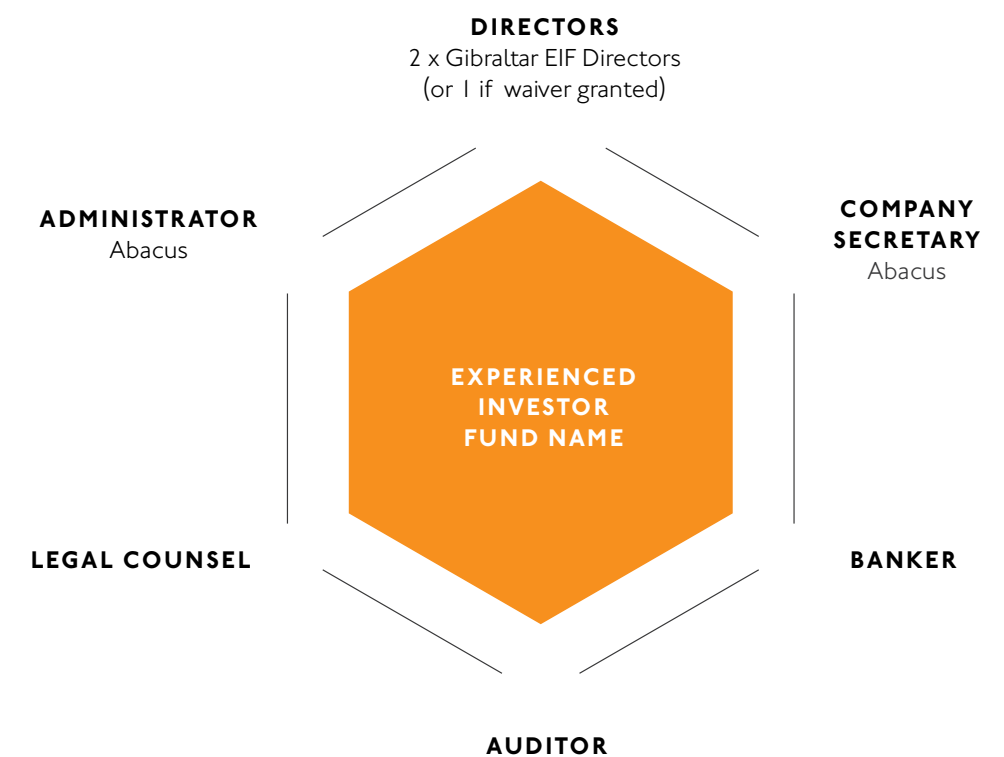 DIRECTORS
2 x Gibraltar EIF Directors
(or 1 if waiver granted)
ADMINISTRATOR
Abacus
COMPANY
SECRETARY
Abacus
EXPERIENCED
INVESTOR
FUND NAME
LEGAL COUNSEL
BANKER
AUDITOR